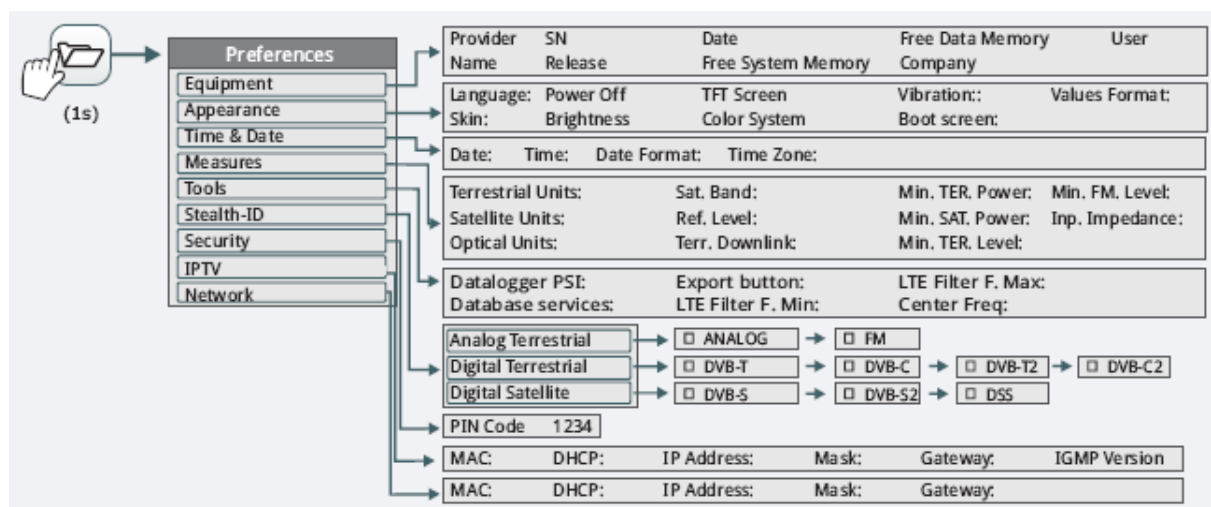 (1s)
Preferences
Equipment
Appearance
Time & Date
Measures
Tools
Stealth-ID
Security
IPTV
Network
Provider SN Date Free Data Memory User
Name Release Free System Memory Company
Language: Power Off TFT Screen Vibration:: Values Format:
Skin: Brightness Color System Boot screen:
Date: Time: Date Format: Time Zone:
Terrestrial Units: Sat. Band: Min. TER. Power: Min. FM. Level:
Satellite Units: Ref. Level: Min. SAT. Power: Inp. Impedance:
Optical Units: Terr. Downlink: Min. TER. Level:
Datalogger PSI: Export button: LTE Filter F. Max:
Database services: LTE Filter F. Min: Center Freq:
Analog Terrestrial ANALOG FM
Digital Terrestrial DVB-T DVB-C DVB-T2 DVB-C2
Digital Satellite DVB-S DVB-S2 DSS
PIN Code 1234
MAC: DHCP: IP Address: Mask: Gateway: IGMP Version
MAC: DHCP: IP Address: Mask: Gateway: